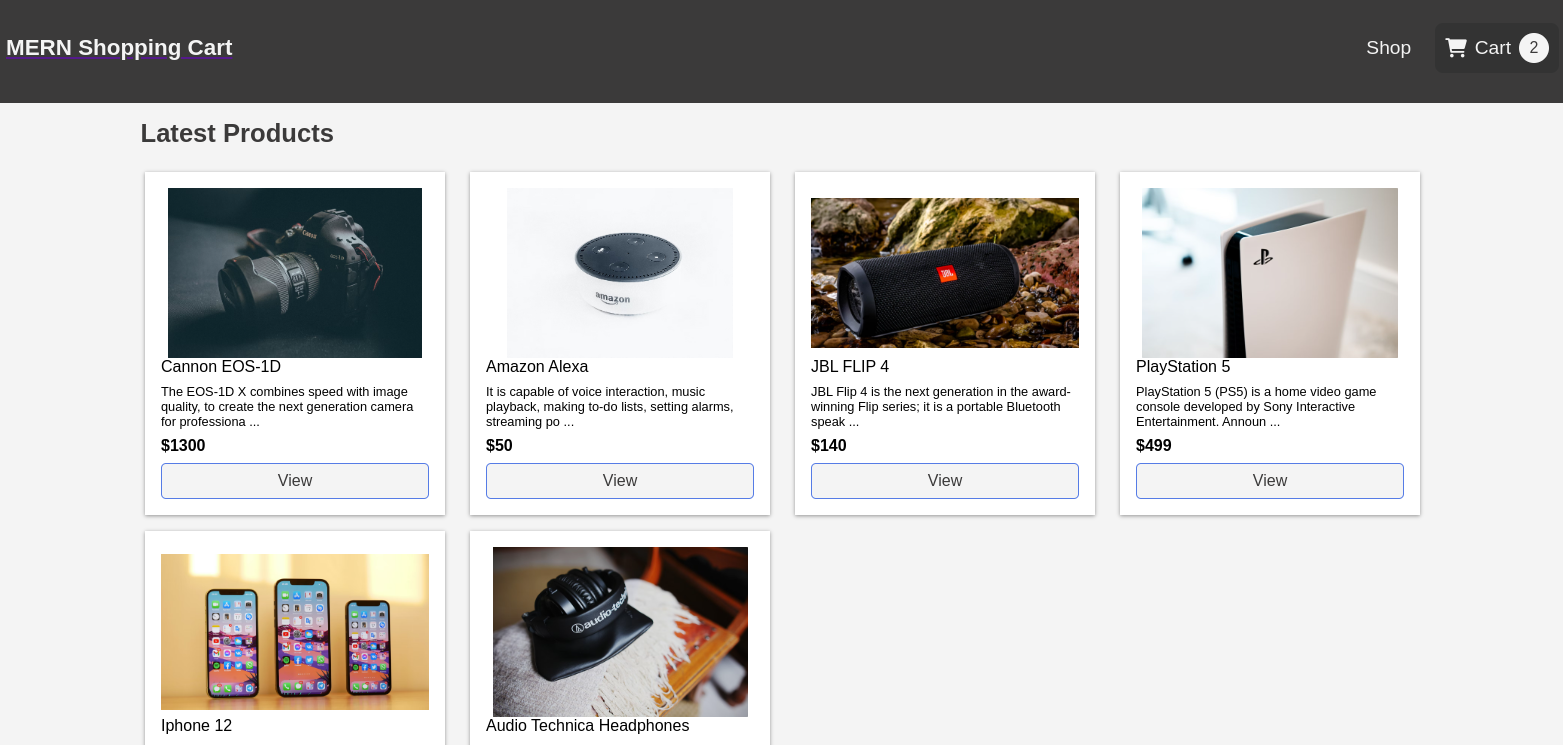 MERN Shopping Cart
Shop
Cart 2
Latest Products
amazon
JBL
Cannon EOS-1D
Amazon Alexa
JBL FLIP 4
PlayStation 5
The EOS-1D X combines speed with image
quality, to create the next generation camera
for professiona ...
It is capable of voice interaction, music
playback, making to-do lists, setting alarms,
streaming po ...
JBL Flip 4 is the next generation in the award-
winning Flip series; it is a portable Bluetooth
speak ...
PlayStation 5 (PS5) is a home video game
console developed by Sony Interactive
Entertainment. Announ ...
$1300
$50
$140
$499
View
View
View
View
audio-tech
Iphone 12
Audio Technica Headphones